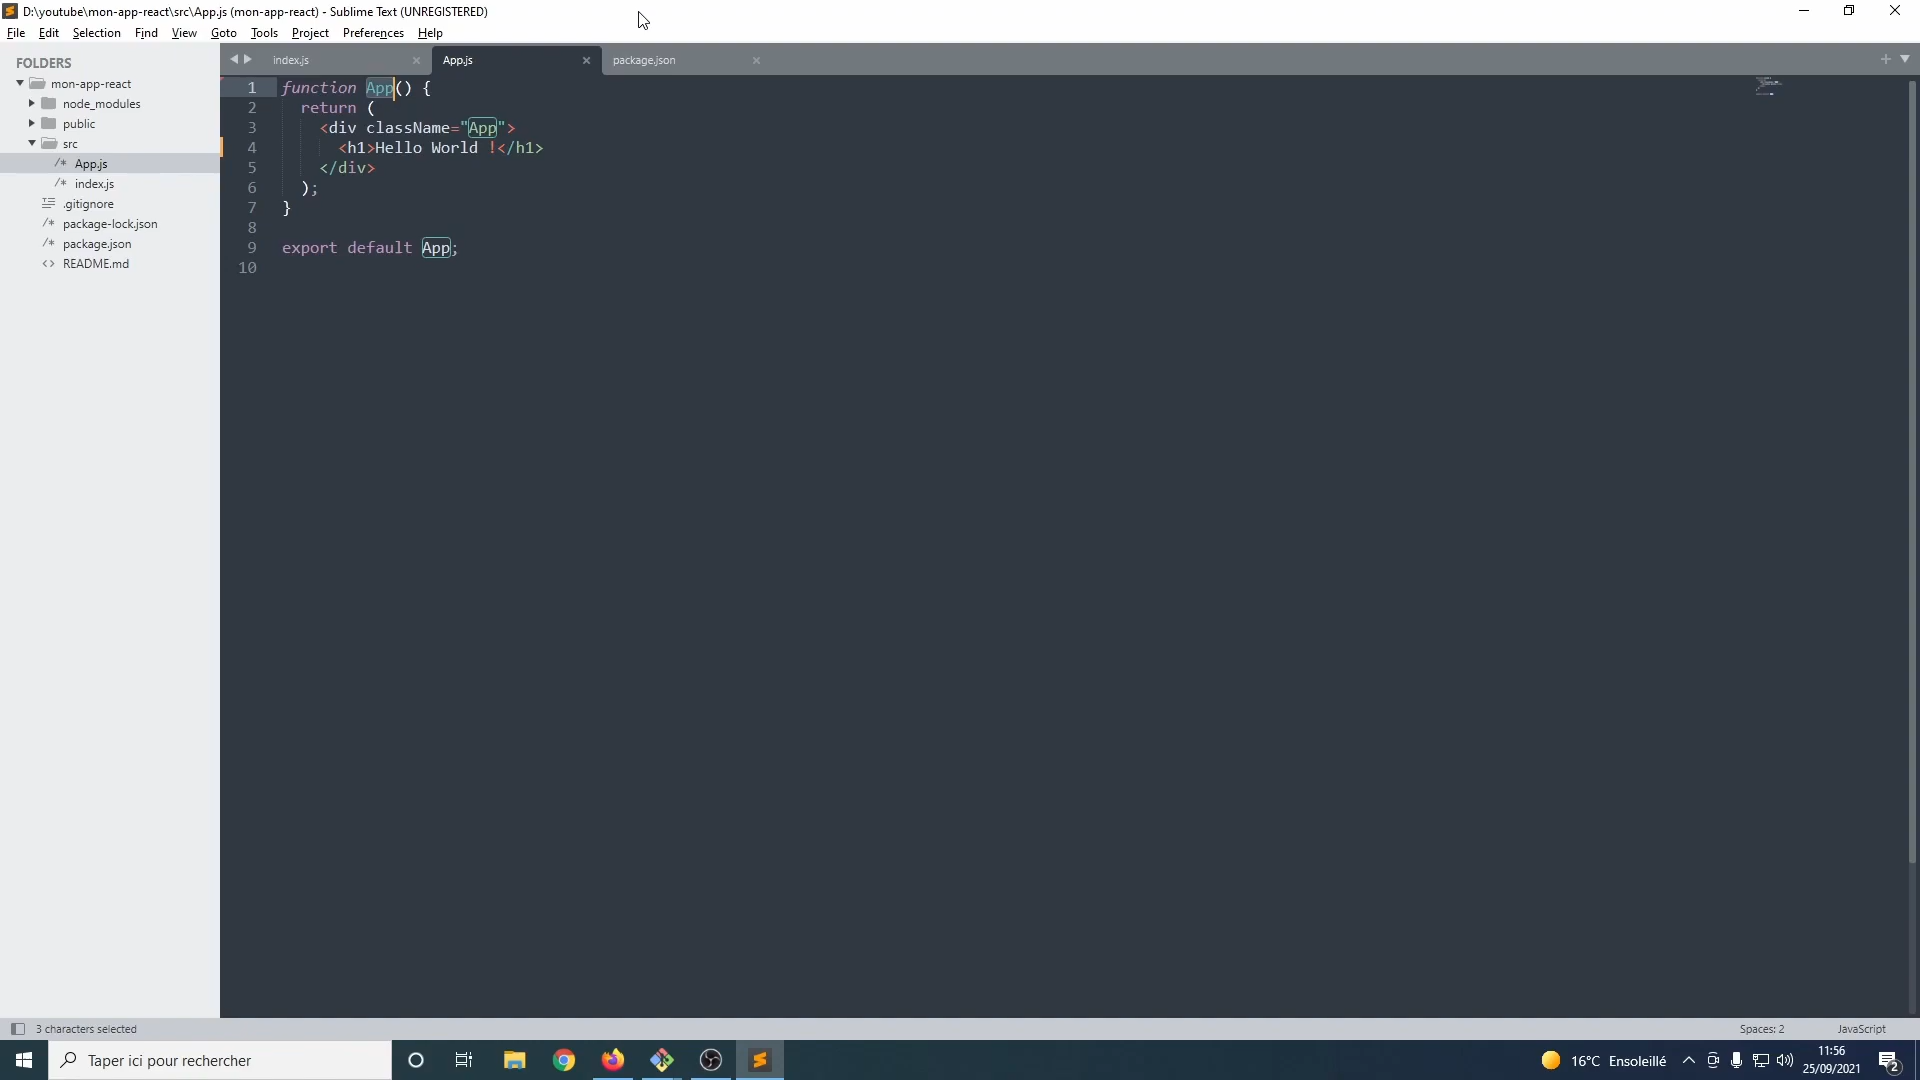 D:\youtube\mon-app-react\src\App.js (mon-app-react) - Sublime Text (UNREGISTERED)
File Edit Selection Find View Goto Tools Project Preferences Help
FOLDERS
mon-app-react
node_modules
public
src
/* App.js
/* index.js
.gitignore
/* package-lock.json
/* package.json
<> README.md
index.js App.js package.json
1 function App() {
2 return (
3 <div className="App">
4 <h1>Hello World !</h1>
5 </div>
6 );
7 }
8
9 export default App;
10
3 characters selected
Spaces: 2 JavaScript
Taper ici pour rechercher
16°C Ensoleillé
11:56
25/09/2021
2